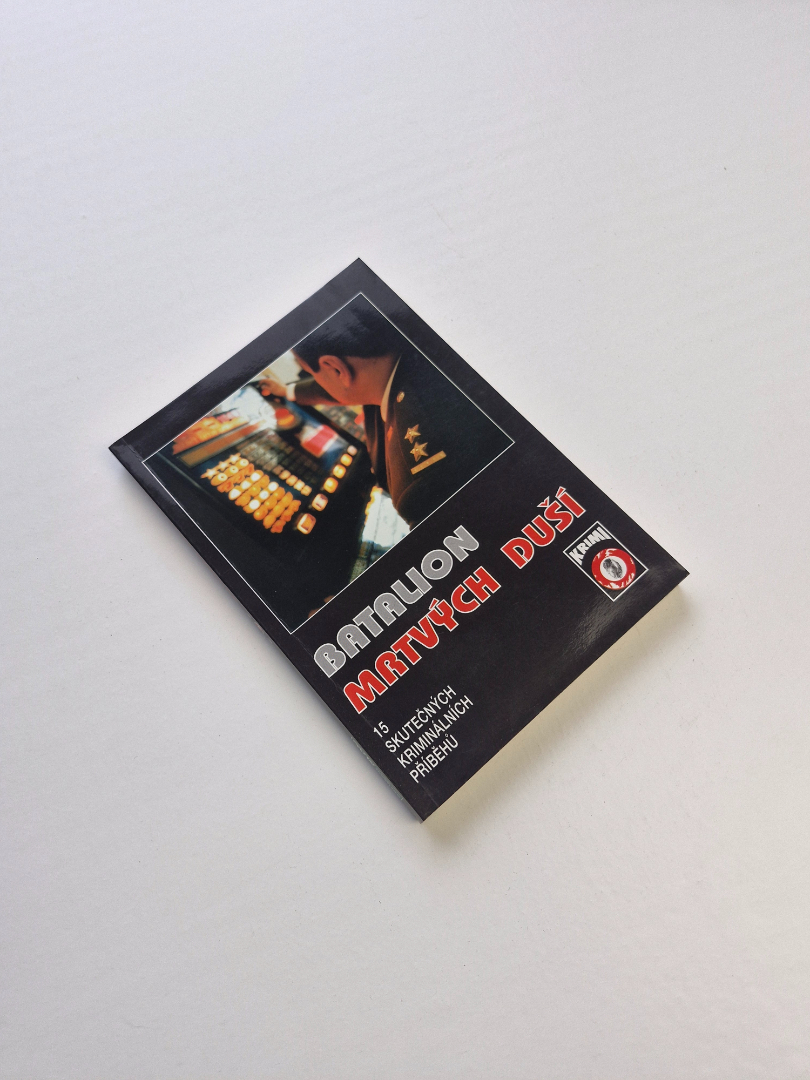 BATALION
MRTVÝCH DUŠÍ
KRIMI
15
SKUTEČNÝCH
KRIMINÁLNÍCH
PŘÍBĚHŮ